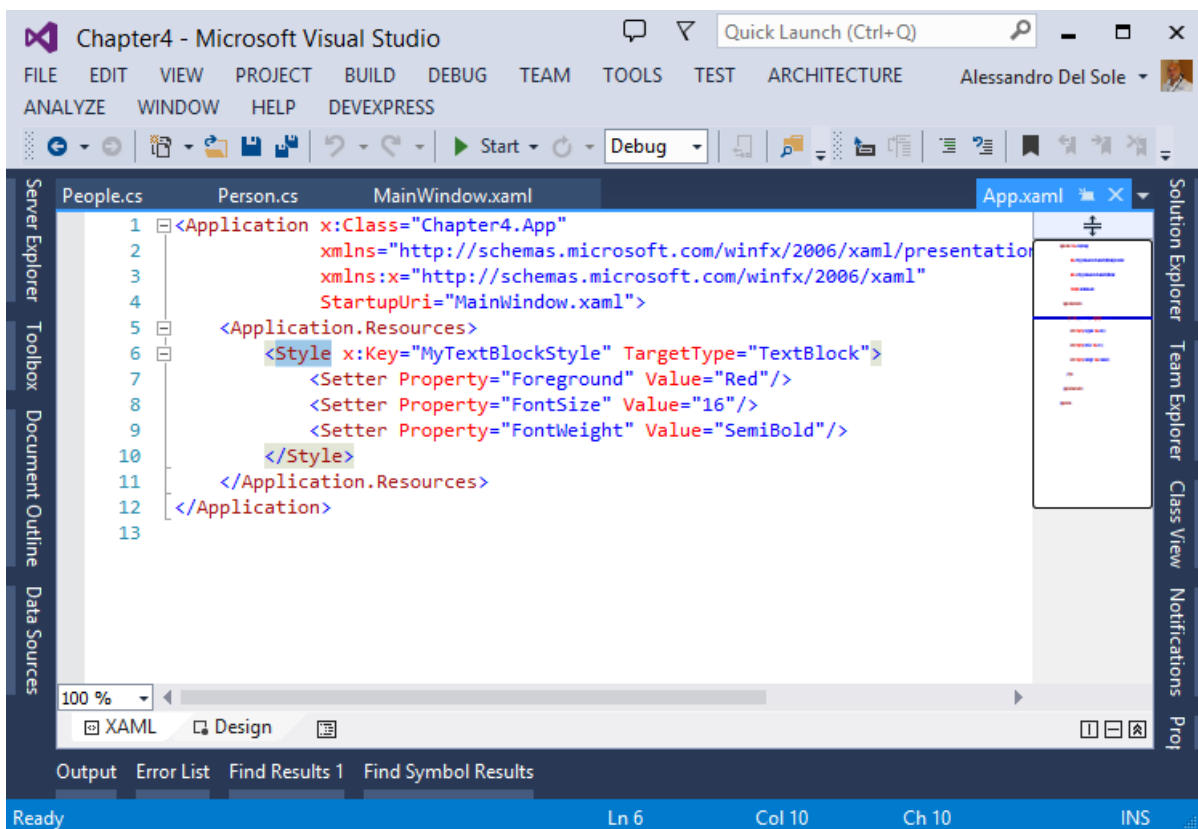 Chapter4 - Microsoft Visual Studio
Quick Launch (Ctrl+Q)
FILE EDIT VIEW PROJECT BUILD DEBUG TEAM TOOLS TEST ARCHITECTURE Alessandro Del Sole
ANALYZE WINDOW HELP DEVEXPRESS
Start Debug
Server Explorer
Toolbox
Document Outline
Data Sources
People.cs Person.cs MainWindow.xaml App.xaml
1 <Application x:Class="Chapter4.App"
2 xmlns="http://schemas.microsoft.com/winfx/2006/xaml/presentation
3 xmlns:x="http://schemas.microsoft.com/winfx/2006/xaml"
4 StartupUri="MainWindow.xaml">
5 <Application.Resources>
6 <Style x:Key="MyTextBlockStyle" TargetType="TextBlock">
7 <Setter Property="Foreground" Value="Red"/>
8 <Setter Property="FontSize" Value="16"/>
9 <Setter Property="FontWeight" Value="SemiBold"/>
10 </Style>
11 </Application.Resources>
12 </Application>
13
Solution Explorer
Team Explorer
Class View
Notifications
Prop
100 %
XAML Design
Output Error List Find Results 1 Find Symbol Results
Ready Ln 6 Col 10 Ch 10 INS